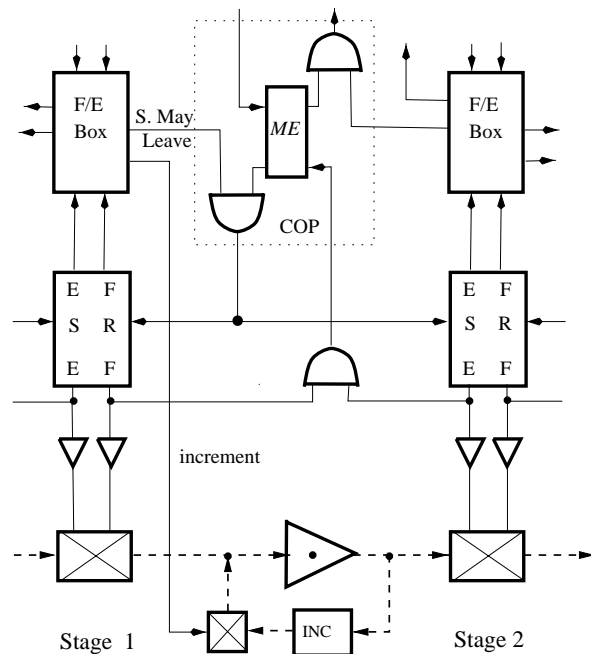 F/E
Box
S. May
Leave
ME
F/E
Box
COP
E F
S R
E F
E F
S R
E F
increment
INC
Stage 1
Stage 2